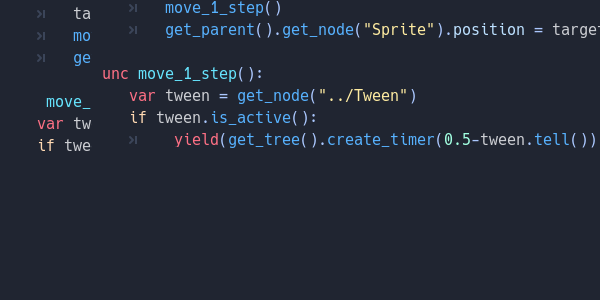 move_1_step()
get_parent().get_node("Sprite").position = target
unc move_1_step():
var tween = get_node("../Tween")
if tween.is_active():
yield(get_tree().create_timer(0.5-tween.tell())
ta
mo
ge
move_
var tw
if twe